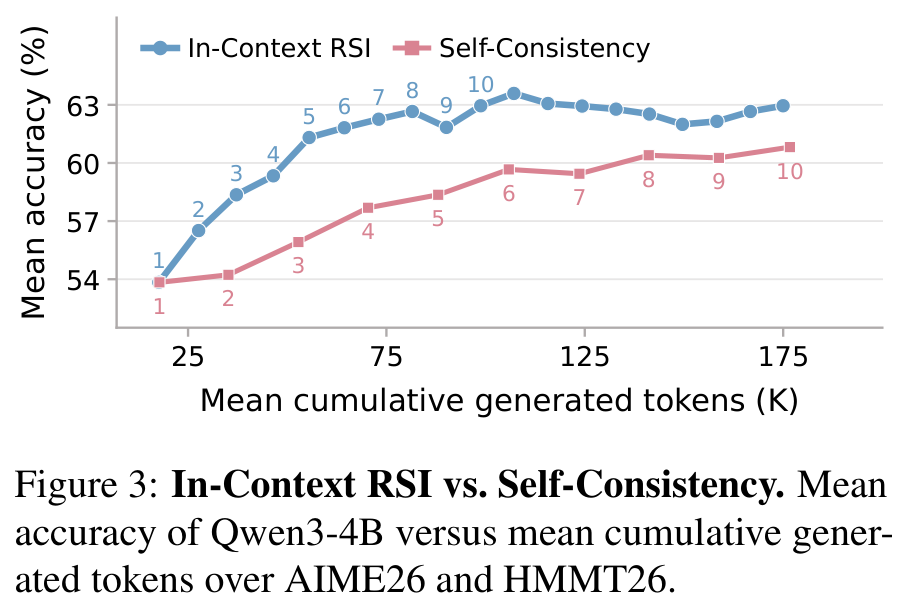 In-Context RSI Self-Consistency
Mean accuracy (%)
63
60
57
54
1 2 3 4 5 6 7 8 9 10
1 2 3 4 5 6 7 8 9 10
25 75 125 175
Mean cumulative generated tokens (K)
Figure 3: In-Context RSI vs. Self-Consistency. Mean
accuracy of Qwen3-4B versus mean cumulative gener-
ated tokens over AIME26 and HMMT26.